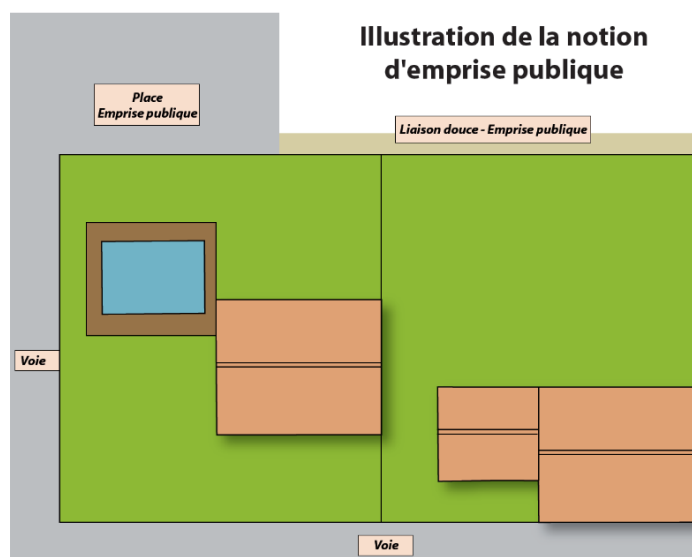 Illustration de la notion
d'emprise publique
Place
Emprise publique
Liaison douce - Emprise publique
Voie
Voie